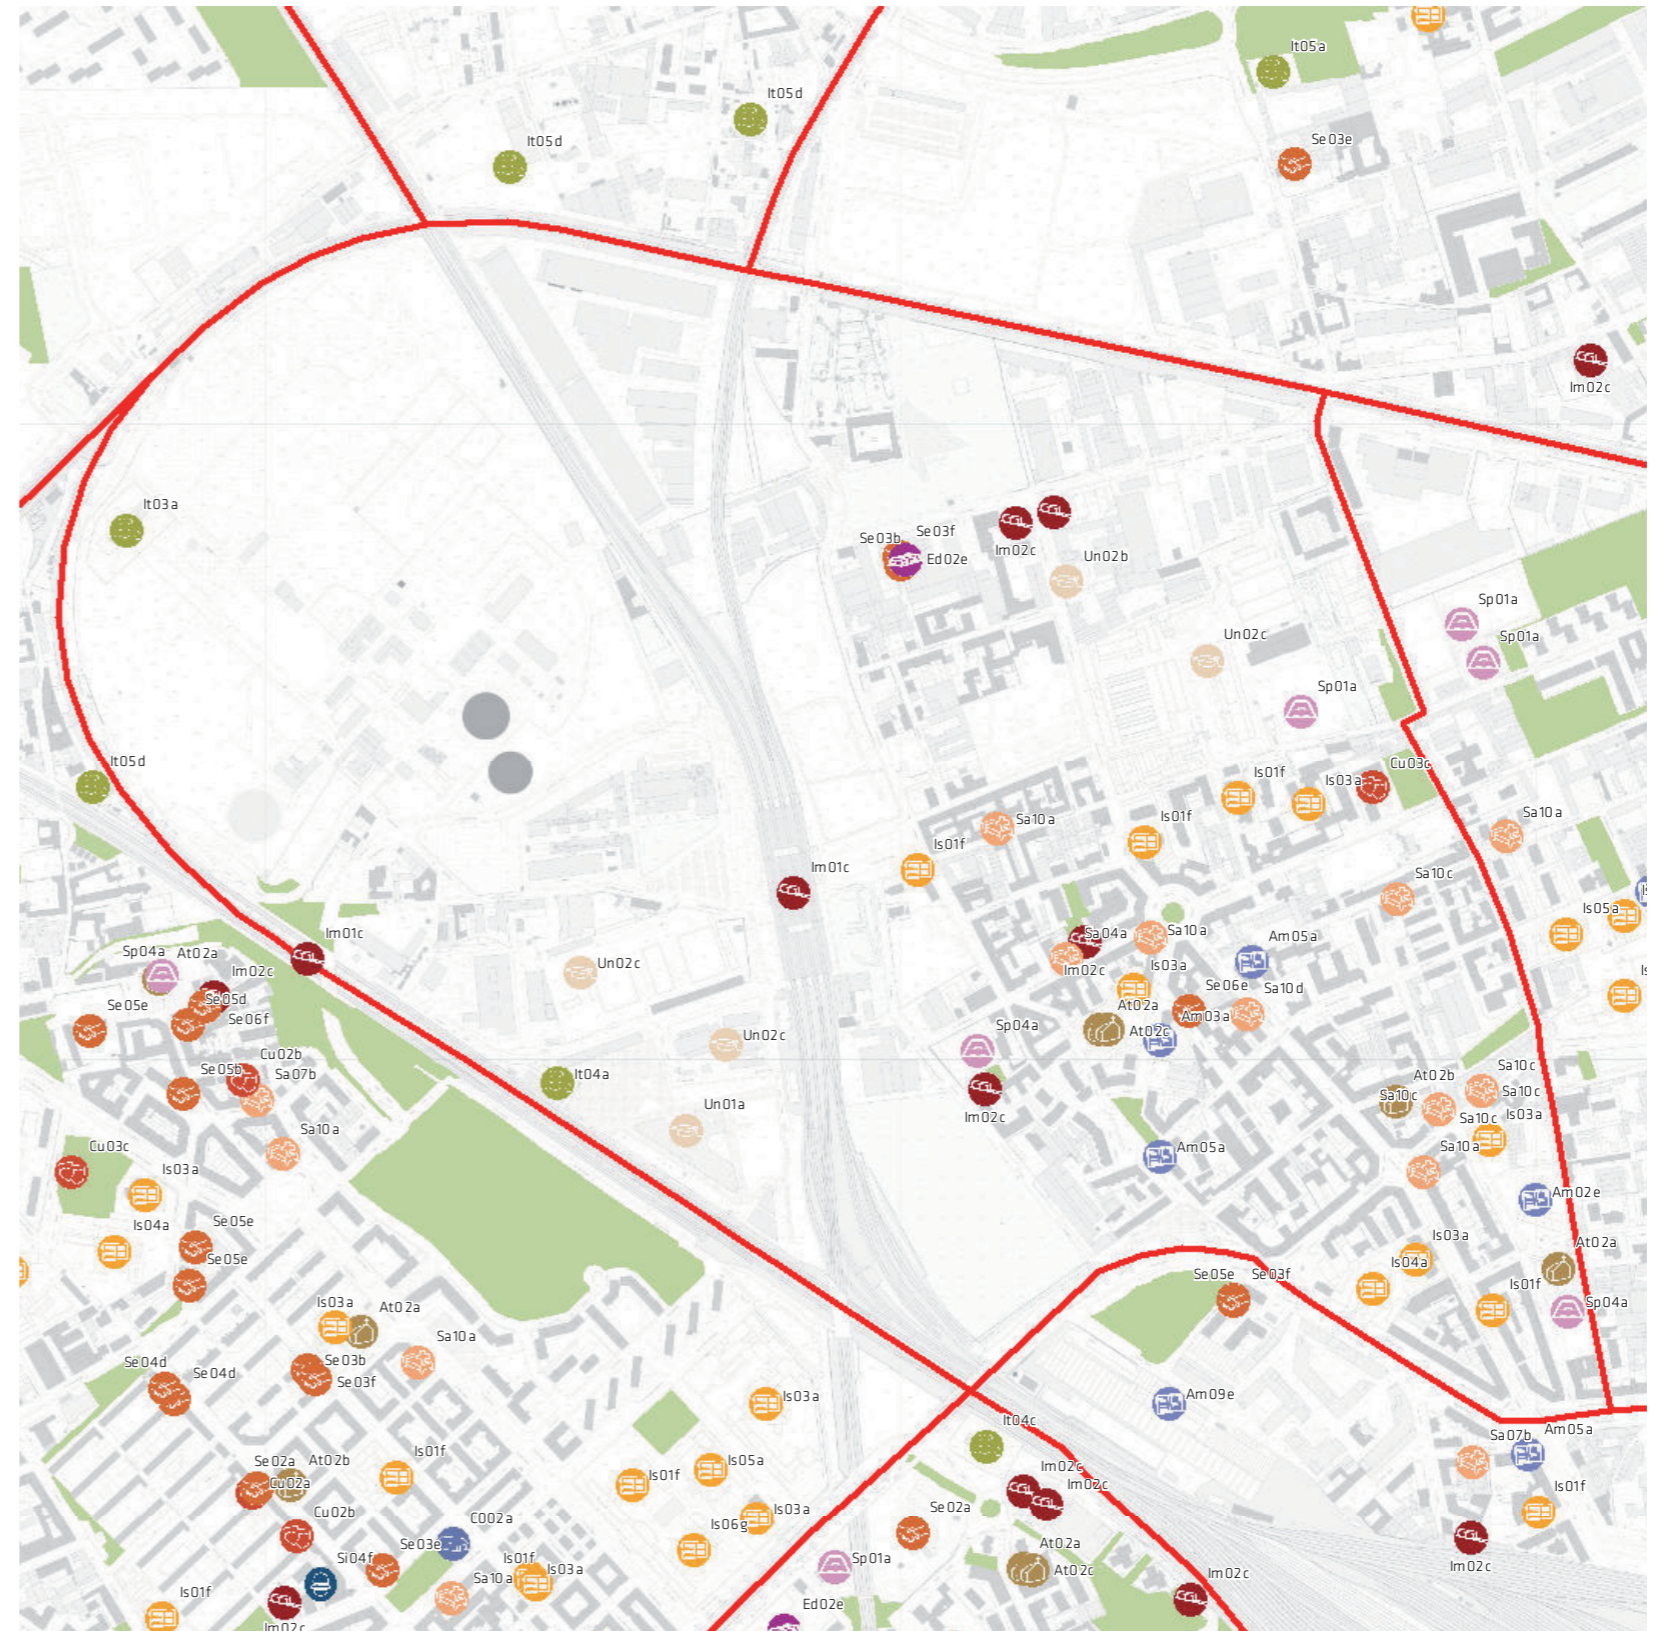 It05a
It05d
It05d
Se03e
Im02c
It03a
Se03b
Se03f
Ed02e
Im02c
Un02b
Sp01a
Sp01a
Un02c
Sp01a
It05d
Cu03c
Is01f
Is03a
Is01f
Sa10a
Sa10a
Is01f
Im01c
Sa10c
Is05a
Im01c
Sp04a
At02a
Im02c
Se05d
Se05e
Se06f
Un02c
Sa04a
Sa10a
Im02c
Is03a
Am05a
Se06e
Sa10d
At02a
Am03a
At02c
Sp04a
Un02c
Cu02b
Se05b
Sa07b
It04a
Im02c
Un01a
Sa10a
At02b
Sa10c
Sa10c
Sa10c
Sa10c
Is03a
Sa10a
Am05a
Cu03c
Is03a
Am02e
Is04a
Se05e
Se05e
Is03a
At02a
Is04a
Se05e
Se03f
Is01f
Sp04a
Is03a
At02a
Sa10a
Se03b
Se03f
Se04d
Se04d
Is03a
Am09e
It04c
Am05a
Sa07b
Is01f
Se02a
At02b
Cu02a
Is01f
Is05a
Im02c
Im02c
Is01f
Cu02b
C002a
Is03a
Is06g
Se02a
Se03e
Si04f
Is01f
Is03a
Sa10a
Sp01a
At02a
At02c
Im02c
Im02c
Is01f
Ed02e
Im02c